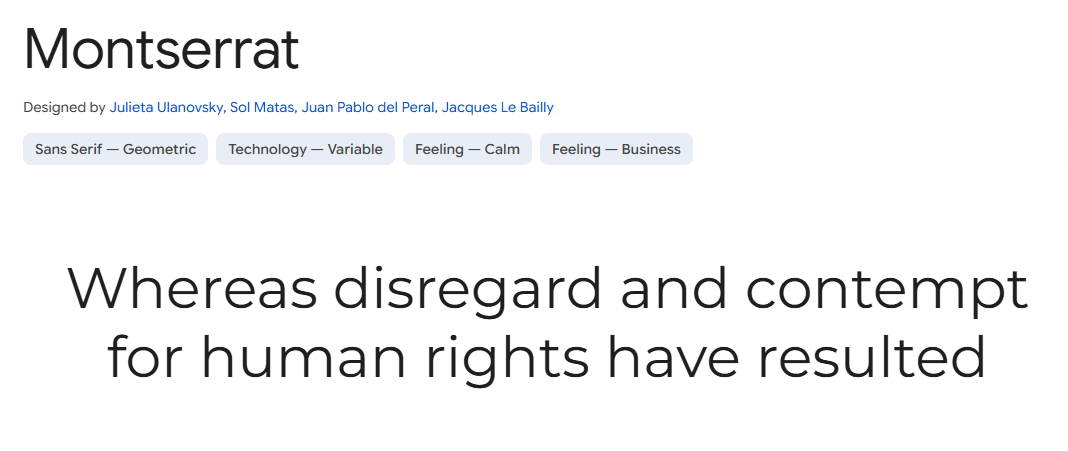 Montserrat
Designed by Julieta Ulanovsky, Sol Matas, Juan Pablo del Peral, Jacques Le Bailly
Sans Serif — Geometric Technology — Variable Feeling — Calm Feeling — Business
Whereas disregard and contempt
for human rights have resulted